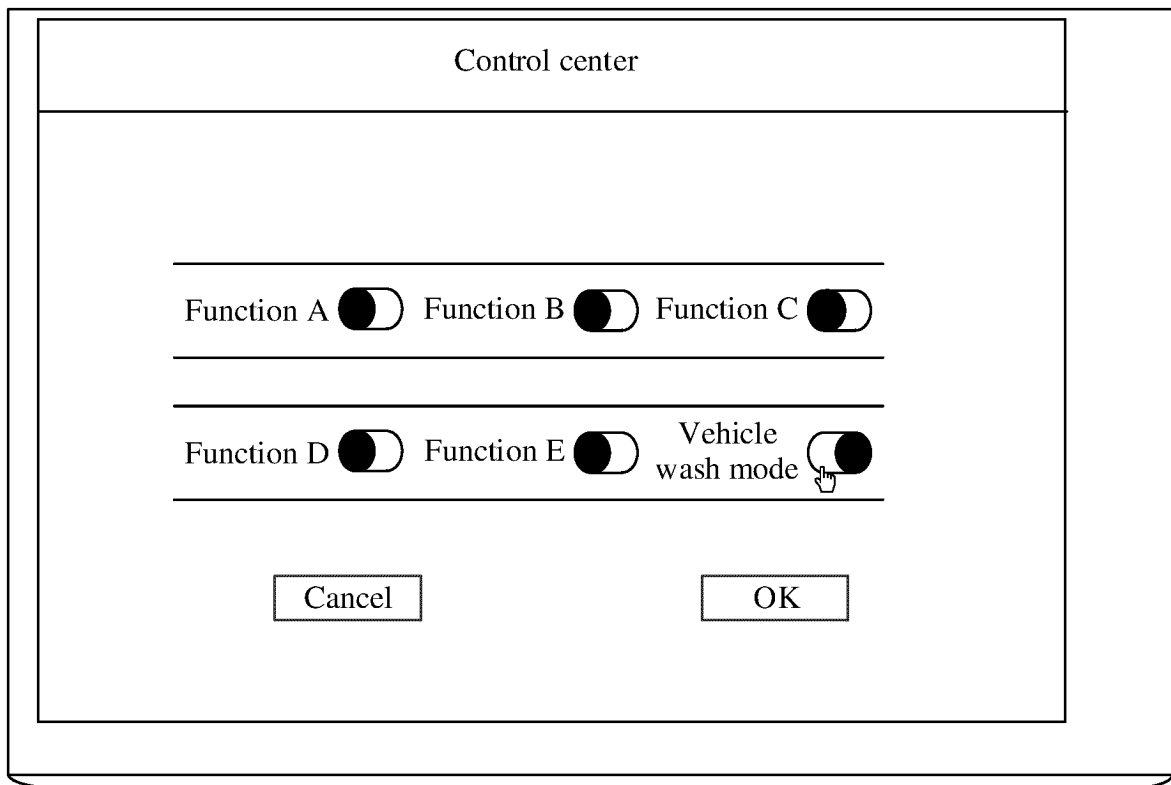 Control center
Function A
Function B
Function C
Function D
Function E
Vehicle
wash mode
Cancel
OK